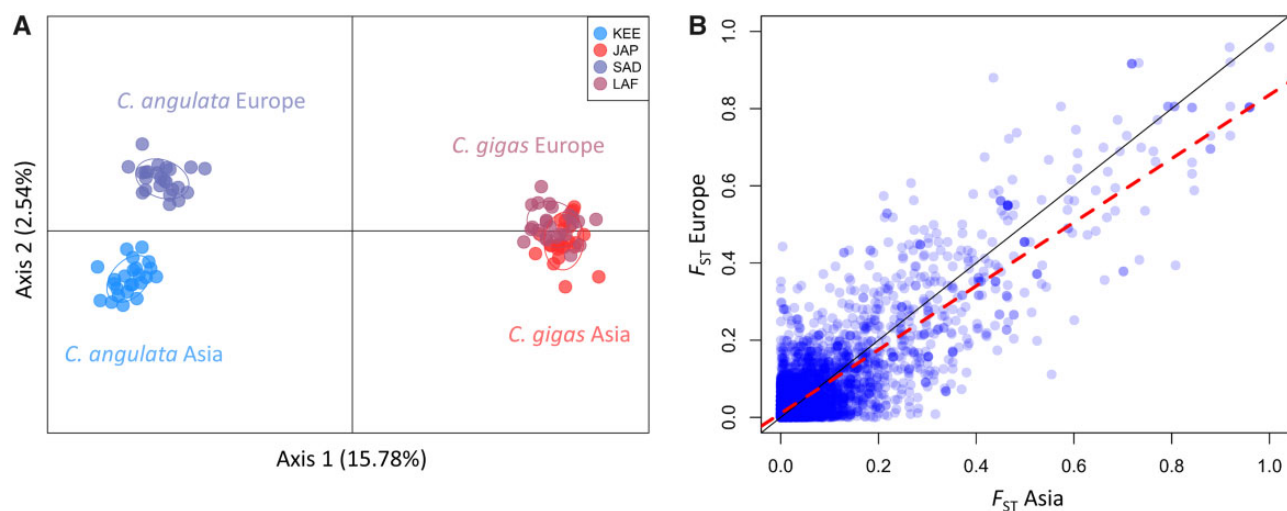 A
KEE
JAP
SAD
LAF
C. angulata Europe
C. gigas Europe
C. angulata Asia
C. gigas Asia
Axis 2 (2.54%)
Axis 1 (15.78%)
B
1.0
0.8
0.6
0.4
0.2
0.0
FST Europe
0.0 0.2 0.4 0.6 0.8 1.0
FST Asia